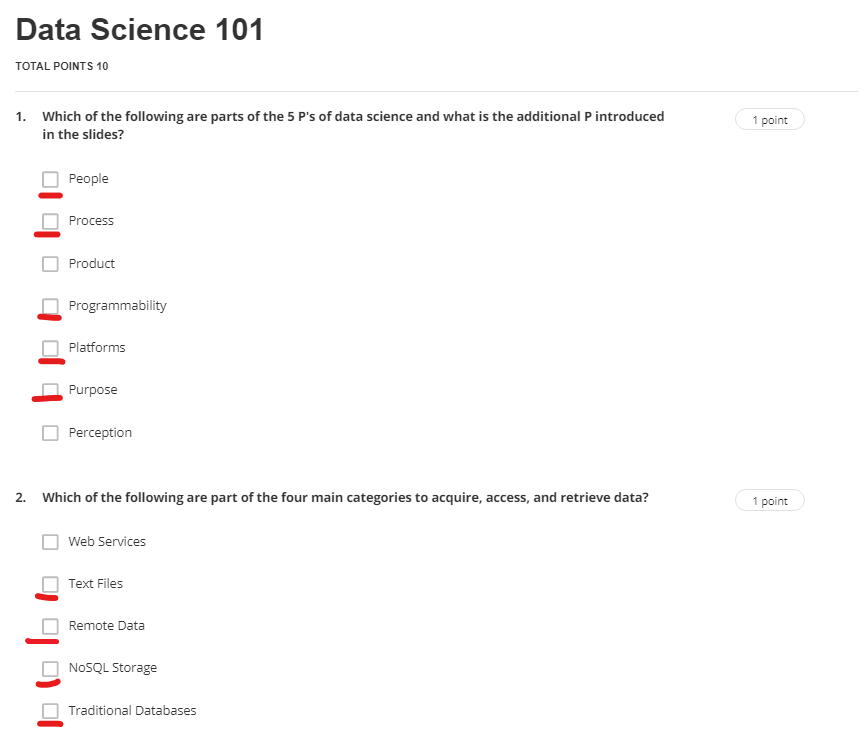 Data Science 101
TOTAL POINTS 10
1. Which of the following are parts of the 5 P's of data science and what is the additional P introduced
in the slides?
1 point
People
Process
Product
Programmability
Platforms
Purpose
Perception
2. Which of the following are part of the four main categories to acquire, access, and retrieve data?
1 point
Web Services
Text Files
Remote Data
NoSQL Storage
Traditional Databases